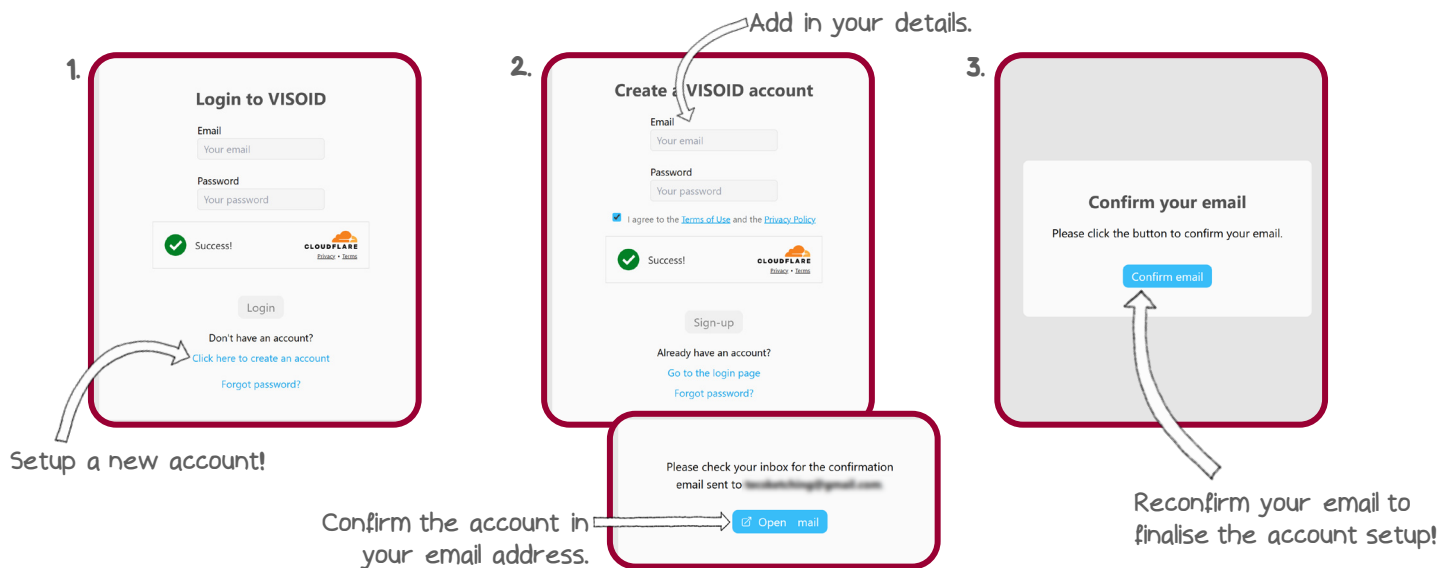 Add in your details.
1.
Login to VISOID
Email
Your email
Password
Your password
Success!
CLOUDFLARE
Privacy • Terms
Login
Don't have an account?
Click here to create an account
Forgot password?
Setup a new account!
2.
Create a VISOID account
Email
Your email
Password
Your password
I agree to the Terms of Use and the Privacy Policy
Success!
CLOUDFLARE
Privacy • Terms
Sign-up
Already have an account?
Go to the login page
Forgot password?
Please check your inbox for the confirmation
email sent to
Open mail
Confirm the account in
your email address.
3.
Confirm your email
Please click the button to confirm your email.
Confirm email
Reconfirm your email to
finalise the account setup!